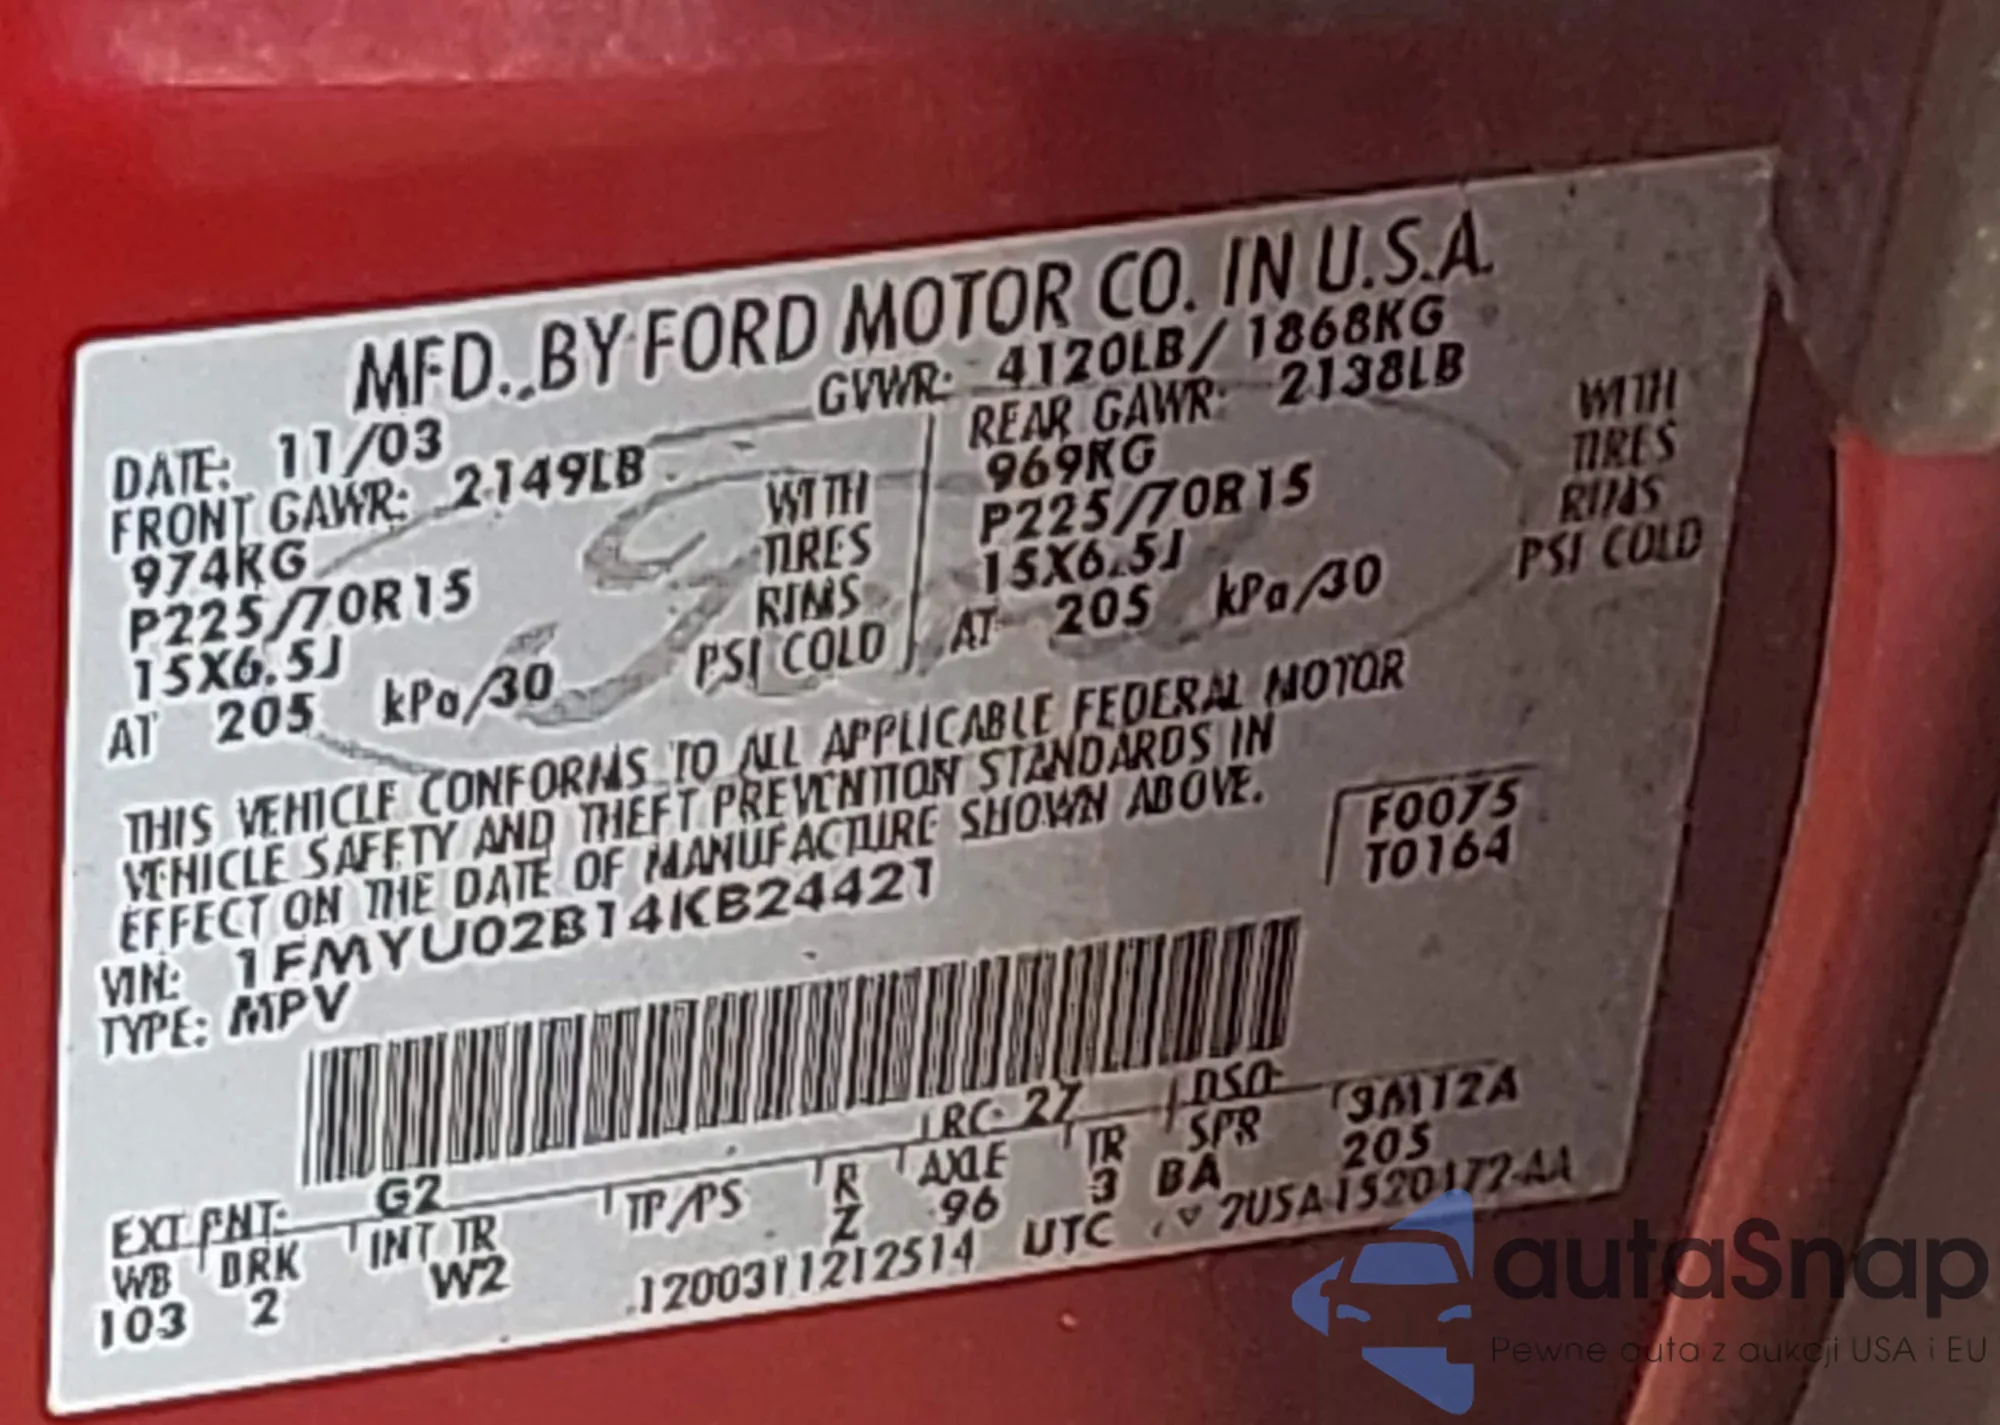 MFD. BY FORD MOTOR CO. IN U.S.A.
DATE: 11/03 GVWR: 4120LB/ 1868KG
FRONT GAWR: 2149LB REAR GAWR: 2138LB
974KG WITH 969KG WITH
P225/70R15 TIRES P225/70R15 TIRES
15X6.5J RIMS 15X6.5J RIMS
AT 205 kPa/30 PSI COLD AT 205 kPa/30 PSI COLD
THIS VEHICLE CONFORMS TO ALL APPLICABLE FEDERAL MOTOR
VEHICLE SAFETY AND THEFT PREVENTION STANDARDS IN
EFFECT ON THE DATE OF MANUFACTURE SHOWN ABOVE.
VIN: 1FMYU02B14KB24421
TYPE: MPV
F0075
T0164
EXT PNT: G2 RC: 27 DSO:
WB DRK INT TR TP/PS R AXLE TR SPR
103 2 W2 Z 96 3 BA 205
1200311212514 UTC
autaSnap
Pewne auta z aukcji USA i EU